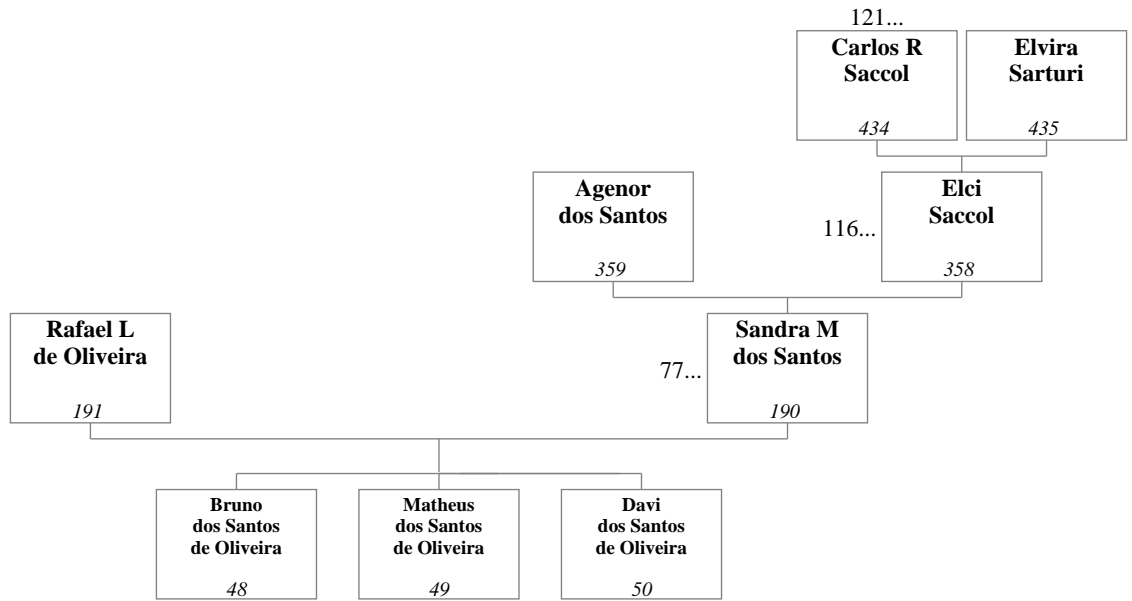 121...
Carlos R
Saccol
434
Elvira
Sarturi
435
Agenor
dos Santos
359
116...
Elci
Saccol
358
Rafael L
de Oliveira
191
77...
Sandra M
dos Santos
190
Bruno
dos Santos
de Oliveira
48
Matheus
dos Santos
de Oliveira
49
Davi
dos Santos
de Oliveira
50